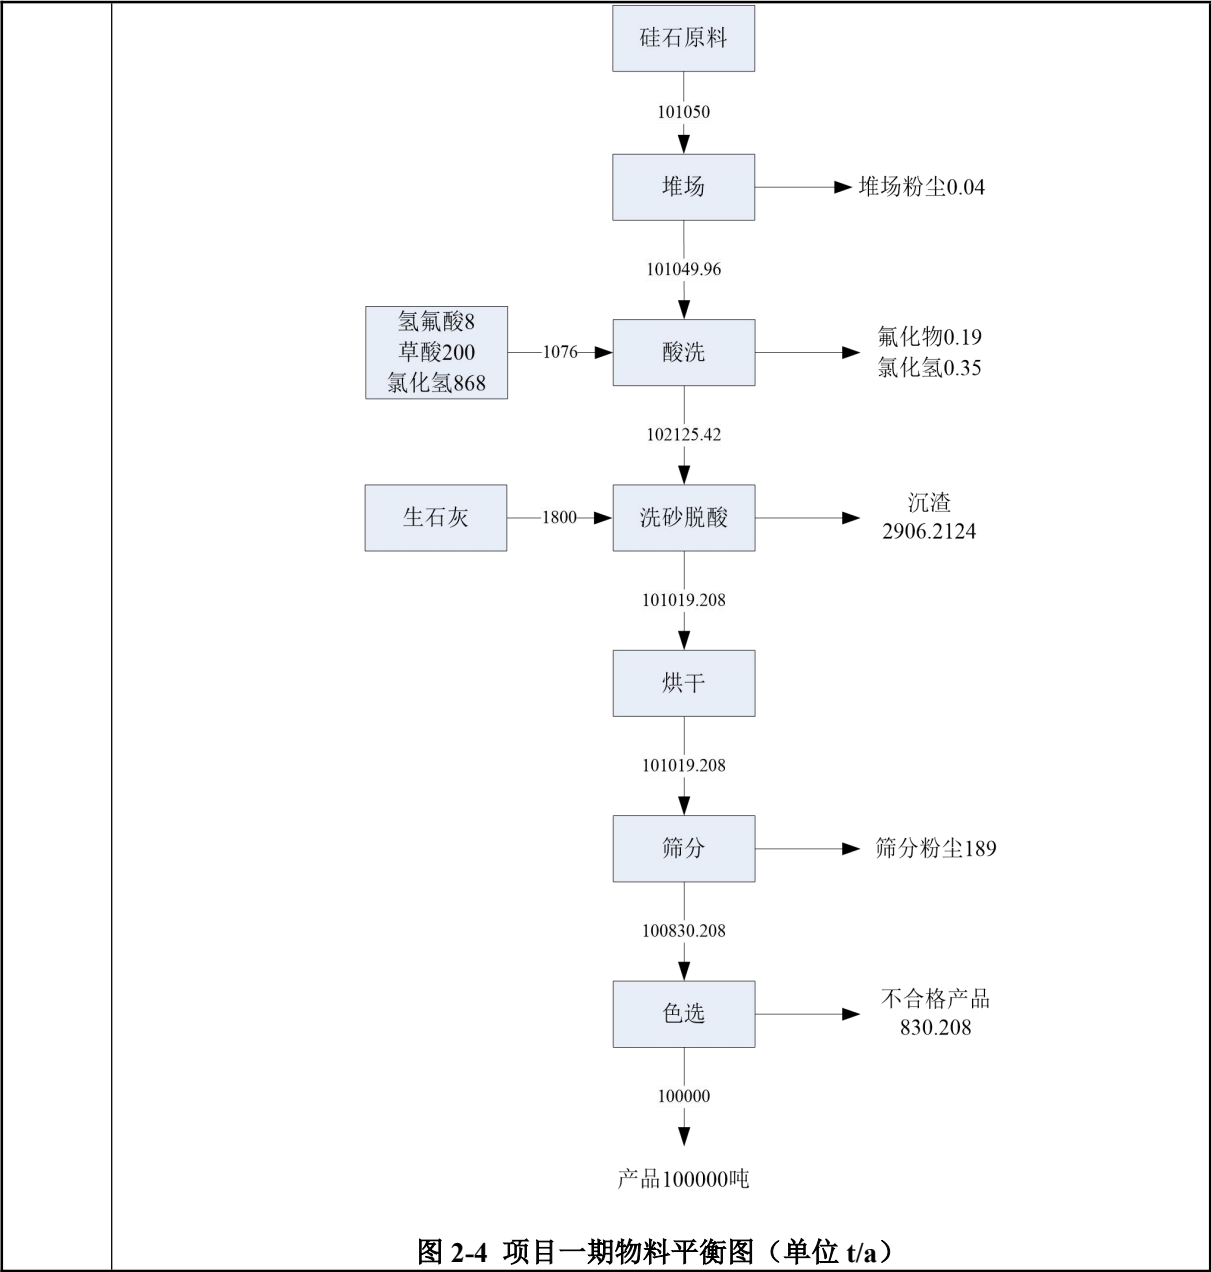 硅石原料
101050
堆场
堆场粉尘0.04
101049.96
氢氟酸8
草酸200
氯化氢868
1076
酸洗
氟化物0.19
氯化氢0.35
102125.42
生石灰
1800
洗砂脱酸
沉渣
2906.2124
101019.208
烘干
101019.208
筛分
筛分粉尘189
100830.208
色选
不合格产品
830.208
100000
产品100000吨
图 2-4 项目一期物料平衡图（单位 t/a）